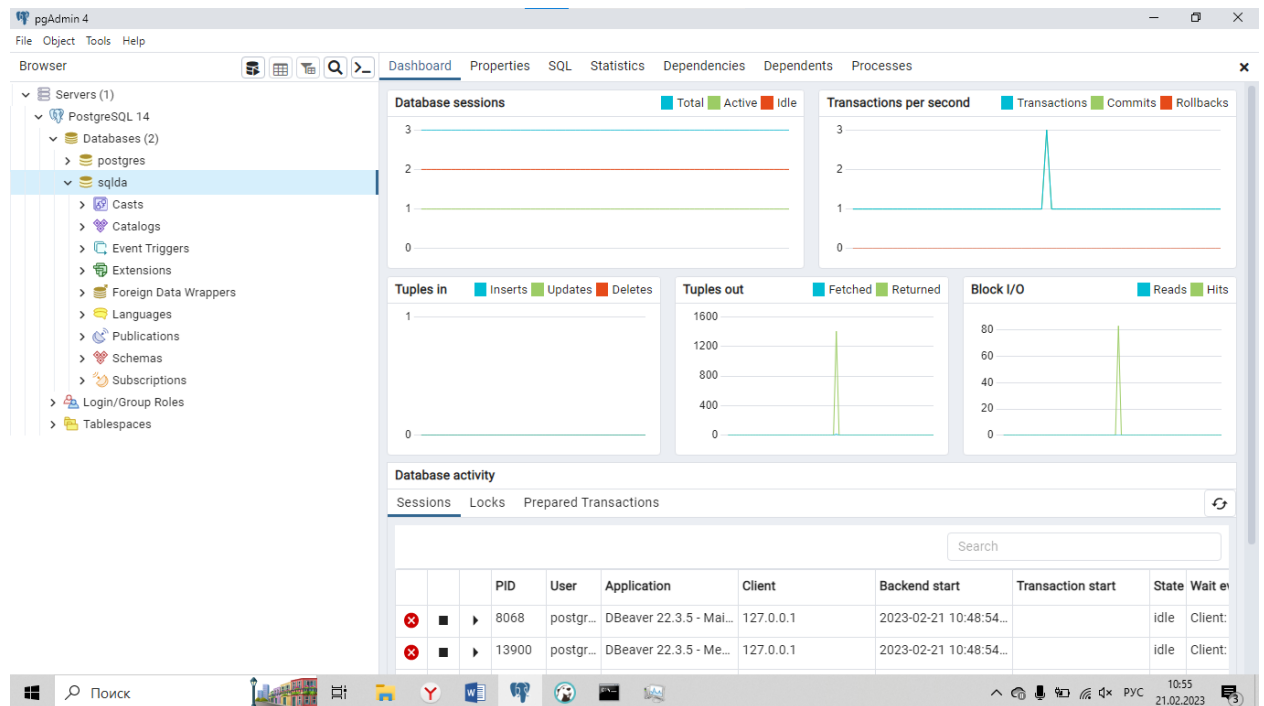 pgAdmin 4
File Object Tools Help
Browser
Dashboard Properties SQL Statistics Dependencies Dependents Processes
Servers (1)
PostgreSQL 14
Databases (2)
postgres
sqlda
Casts
Catalogs
Event Triggers
Extensions
Foreign Data Wrappers
Languages
Publications
Schemas
Subscriptions
Login/Group Roles
Tablespaces
Database sessions Total Active Idle
3
2
1
0
Transactions per second Transactions Commits Rollbacks
3
2
1
0
Tuples in Inserts Updates Deletes
1
0
Tuples out Fetched Returned
1600
1200
800
400
0
Block I/O Reads Hits
80
60
40
20
0
Database activity
Sessions Locks Prepared Transactions
Search
PID User Application Client Backend start Transaction start State Wait ev
8068 postgr... DBeaver 22.3.5 - Mai... 127.0.0.1 2023-02-21 10:48:54... idle Client:
13900 postgr... DBeaver 22.3.5 - Me... 127.0.0.1 2023-02-21 10:48:54... idle Client:
Поиск
РУС
10:55
21.02.2023
3